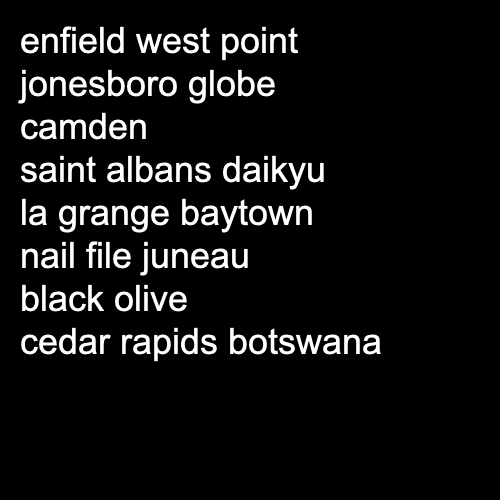 enfield west point
jonesboro globe
camden
saint albans daikyu
la grange baytown
nail file juneau
black olive
cedar rapids botswana